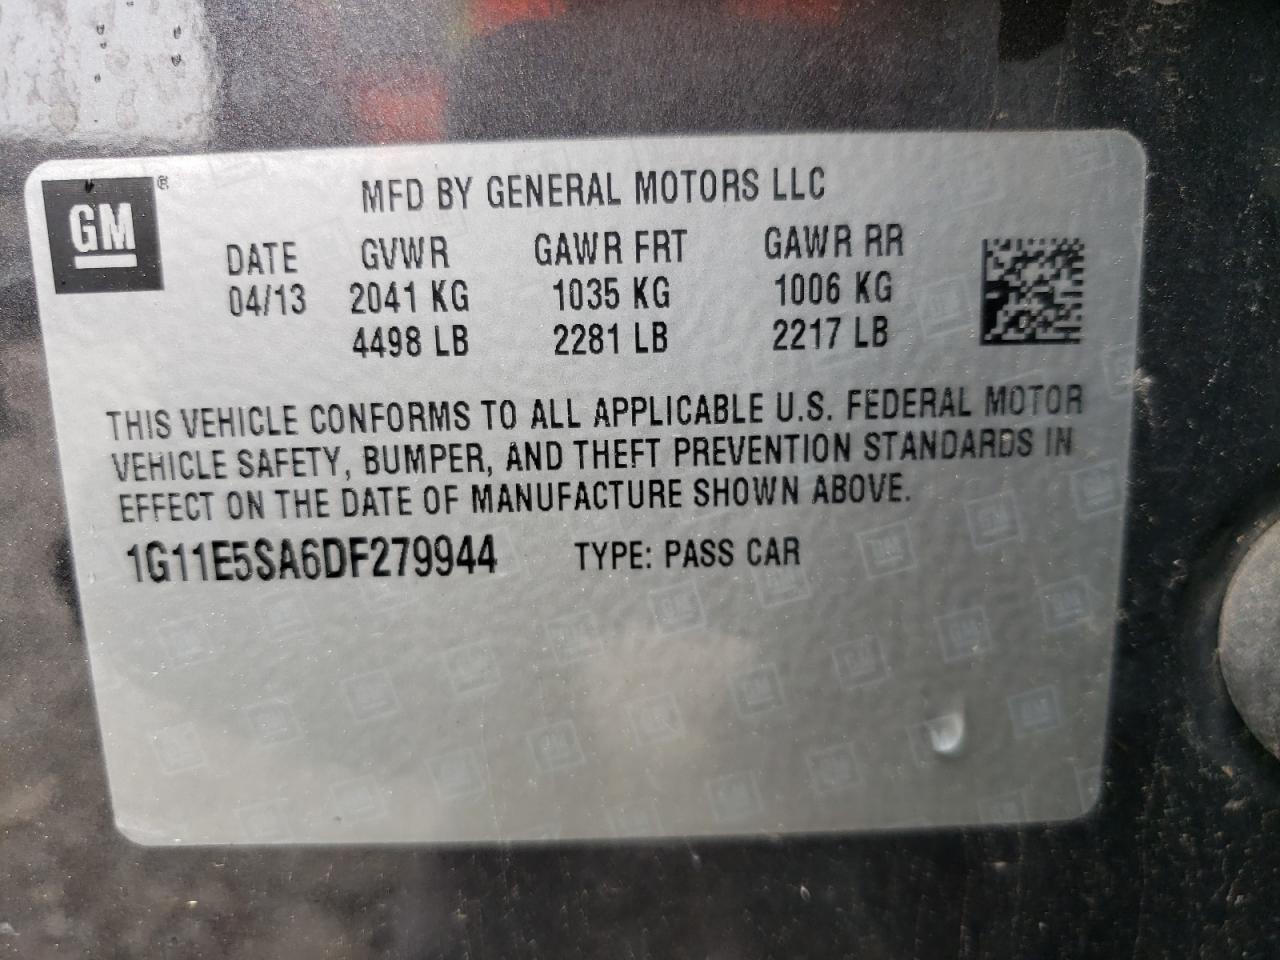 GM®
MFD BY GENERAL MOTORS LLC
DATE GVWR GAWR FRT GAWR RR
04/13 2041 KG 1035 KG 1006 KG
4498 LB 2281 LB 2217 LB
THIS VEHICLE CONFORMS TO ALL APPLICABLE U.S. FEDERAL MOTOR
VEHICLE SAFETY, BUMPER, AND THEFT PREVENTION STANDARDS IN
EFFECT ON THE DATE OF MANUFACTURE SHOWN ABOVE.
1G11E5SA6DF279944 TYPE: PASS CAR